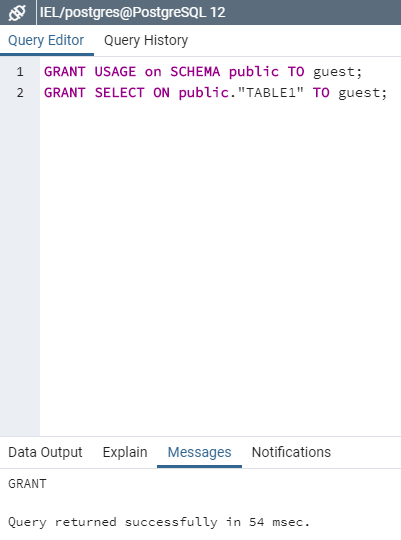 IEL/postgres@PostgreSQL 12
Query Editor Query History
1 GRANT USAGE on SCHEMA public TO guest;
2 GRANT SELECT ON public."TABLE1" TO guest;
Data Output Explain Messages Notifications
GRANT
Query returned successfully in 54 msec.